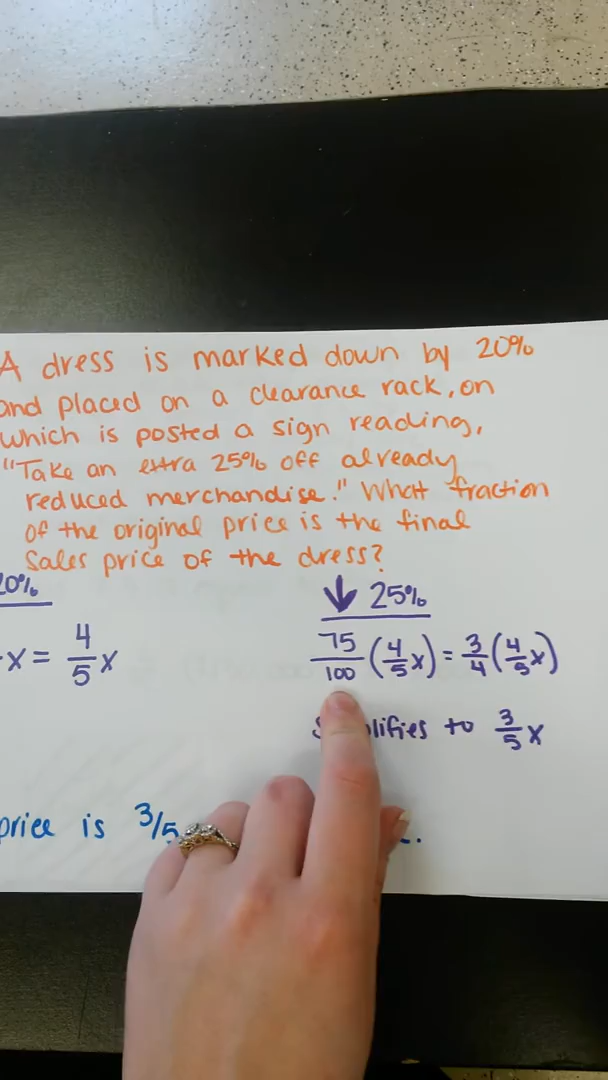 A dress is marked down by 20%
and placed on a clearance rack, on
which is posted a sign reading,
"Take an extra 25% off already
reduced merchandise." What fraction
of the original price is the final
sales price of the dress?
20%
x = 4/5 x
↓ 25%
75/100 (4/5 x) = 3/4 (4/5 x)
to 3/5 x
price is 3/5